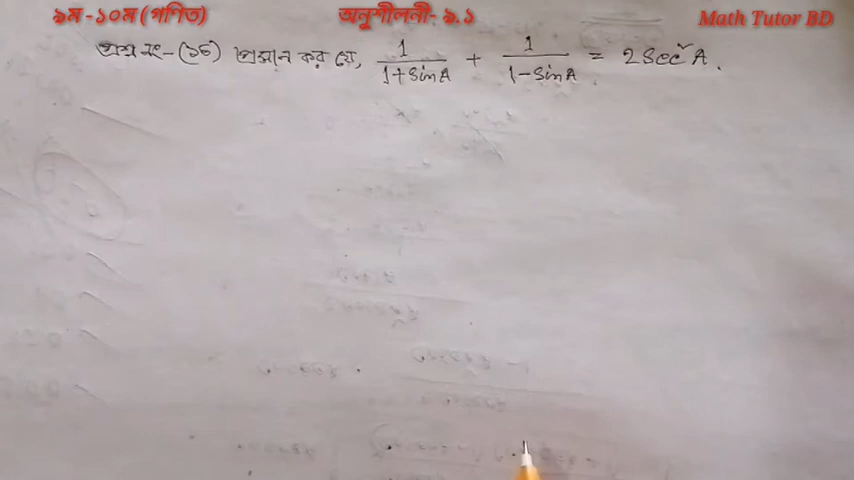 ৯ম-১০ম (গণিত) অনুশীলনী- ৯.১ Math Tutor BD
প্রশ্ন নং-(১৬) প্রমান কর যে, 1/(1+sinA) + 1/(1-sinA) = 2sec²A.